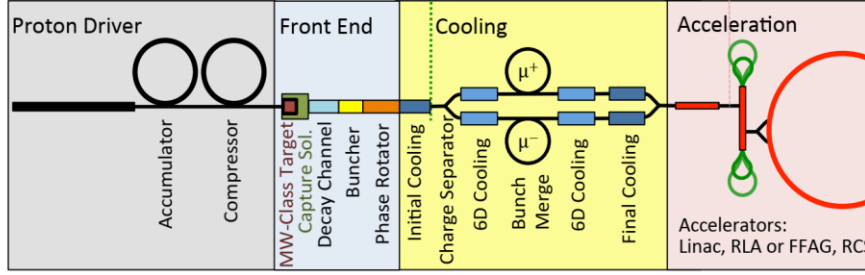 Proton Driver
Front End
Cooling
Acceleration
μ+
μ−
Accumulator
Compressor
MW-Class Target
Capture Sol.
Decay Channel
Buncher
Phase Rotator
Initial Cooling
Charge Separator
6D Cooling
Bunch
Merge
6D Cooling
Final Cooling
Accelerators:
Linac, RLA or FFAG, RCS